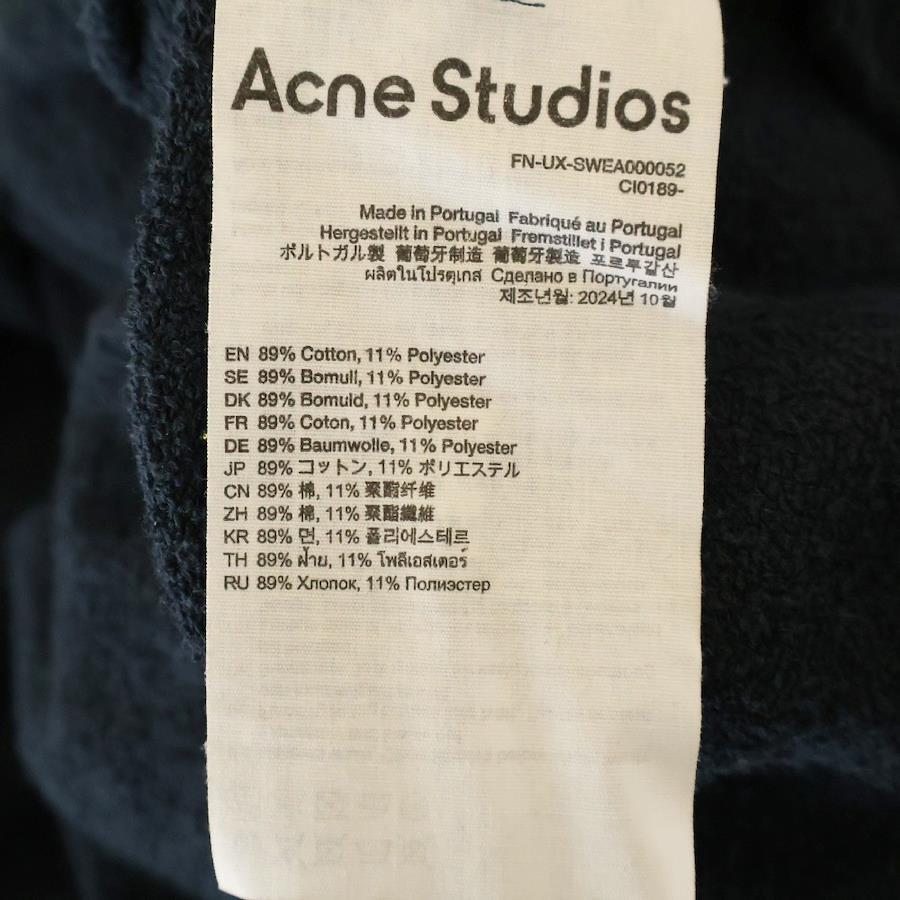 Acne Studios
FN-UX-SWEA000052
CI0189-
Made in Portugal Fabriqué au Portugal
Hergestellt in Portugal Fremstillet i Portugal
ポルトガル製 葡萄牙制造 葡萄牙製造 포르투갈산
ผลิตในโปรตุเกส Сделано в Португалии
제조년월: 2024년 10월
EN 89% Cotton, 11% Polyester
SE 89% Bomull, 11% Polyester
DK 89% Bomuld, 11% Polyester
FR 89% Coton, 11% Polyester
DE 89% Baumwolle, 11% Polyester
JP 89% コットン, 11% ポリエステル
CN 89% 棉, 11% 聚酯纤维
ZH 89% 棉, 11% 聚酯纖維
KR 89% 면, 11% 폴리에스테르
TH 89% ฝ้าย, 11% โพลีเอสเตอร์
RU 89% Хлопок, 11% Полиэстер